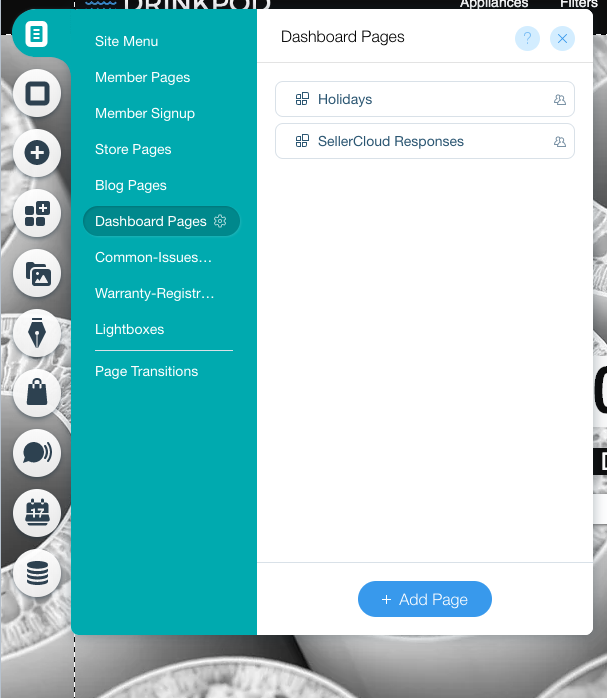 DRINKPOD
Appliances
Filters
Site Menu
Member Pages
Member Signup
Store Pages
Blog Pages
Dashboard Pages
Common-Issues...
Warranty-Registr...
Lightboxes
Page Transitions
Dashboard Pages
?
Holidays
SellerCloud Responses
+ Add Page
17